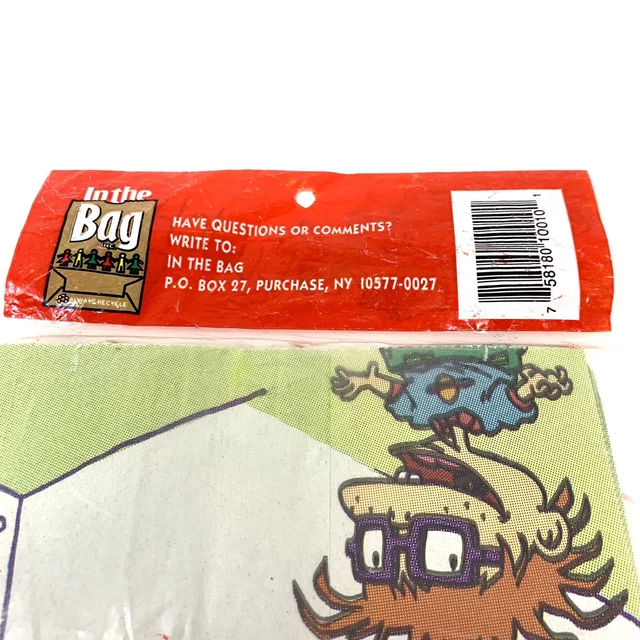 In the
Bag
INC.
ALWAYS RECYCLE
HAVE QUESTIONS OR COMMENTS?
WRITE TO:
IN THE BAG
P.O. BOX 27, PURCHASE, NY 10577-0027
7 58180 10010 1